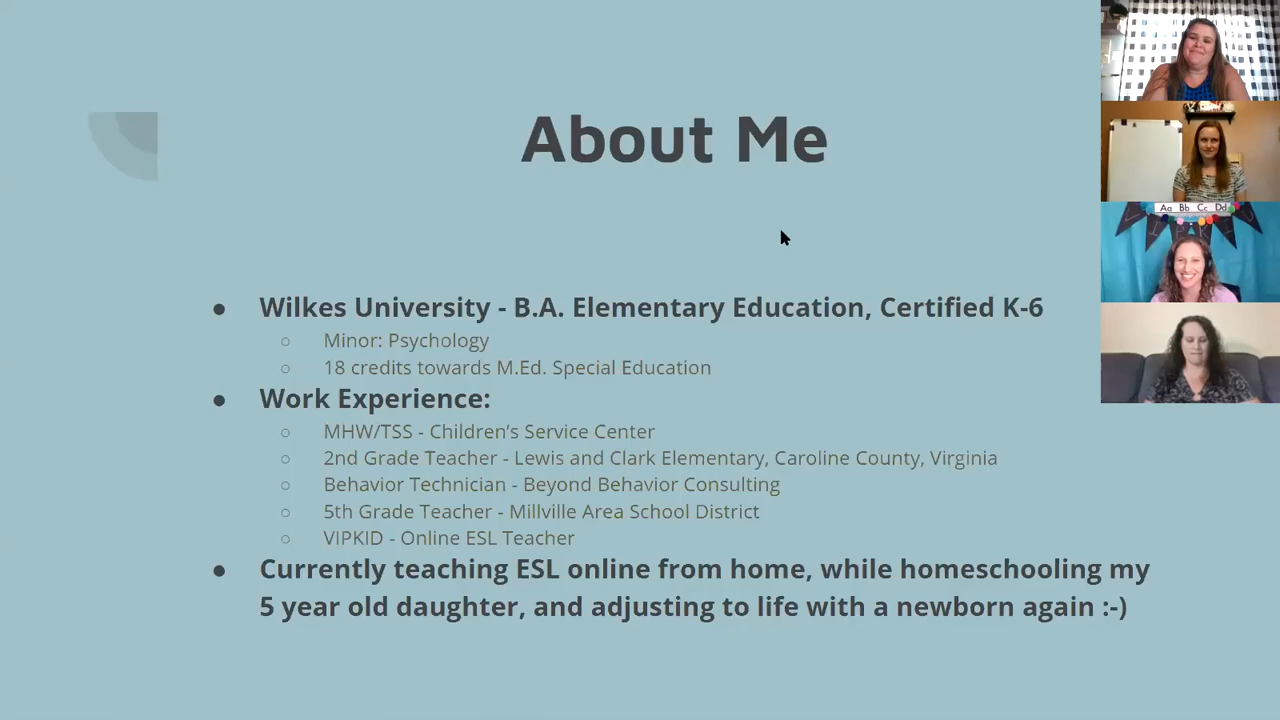 About Me
Wilkes University - B.A. Elementary Education, Certified K-6
Minor: Psychology
18 credits towards M.Ed. Special Education
Work Experience:
MHW/TSS - Children’s Service Center
2nd Grade Teacher - Lewis and Clark Elementary, Caroline County, Virginia
Behavior Technician - Beyond Behavior Consulting
5th Grade Teacher - Millville Area School District
VIPKID - Online ESL Teacher
Currently teaching ESL online from home, while homeschooling my
5 year old daughter, and adjusting to life with a newborn again :-)
Aa Bb Cc Dd